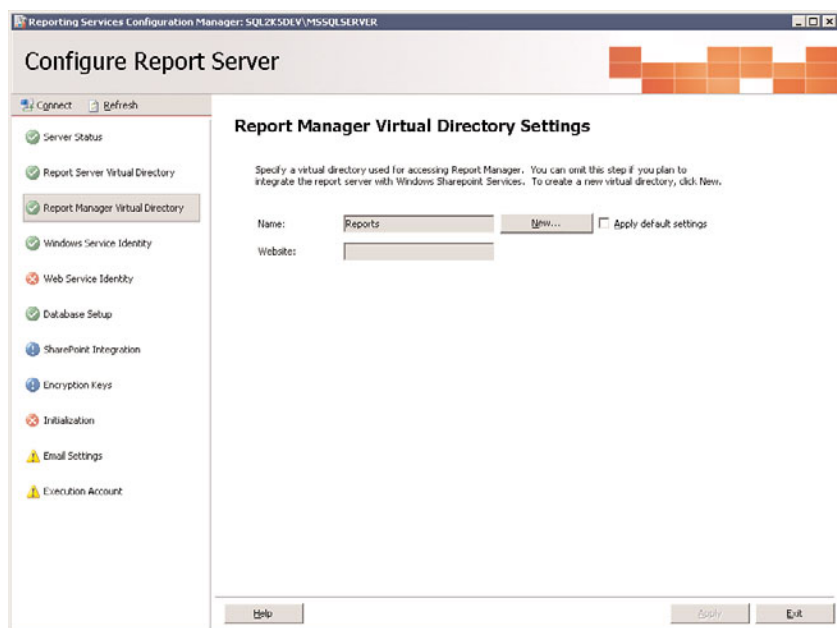 Reporting Services Configuration Manager: SQL2K5DEV\MSSQLSERVER
Configure Report Server
Connect Refresh
Server Status
Report Server Virtual Directory
Report Manager Virtual Directory
Windows Service Identity
Web Service Identity
Database Setup
SharePoint Integration
Encryption Keys
Initialization
Email Settings
Execution Account
Report Manager Virtual Directory Settings
Specify a virtual directory used for accessing Report Manager. You can omit this step if you plan to
integrate the report server with Windows Sharepoint Services. To create a new virtual directory, click New.
Name: Reports New... Apply default settings
Website:
Help Apply Exit